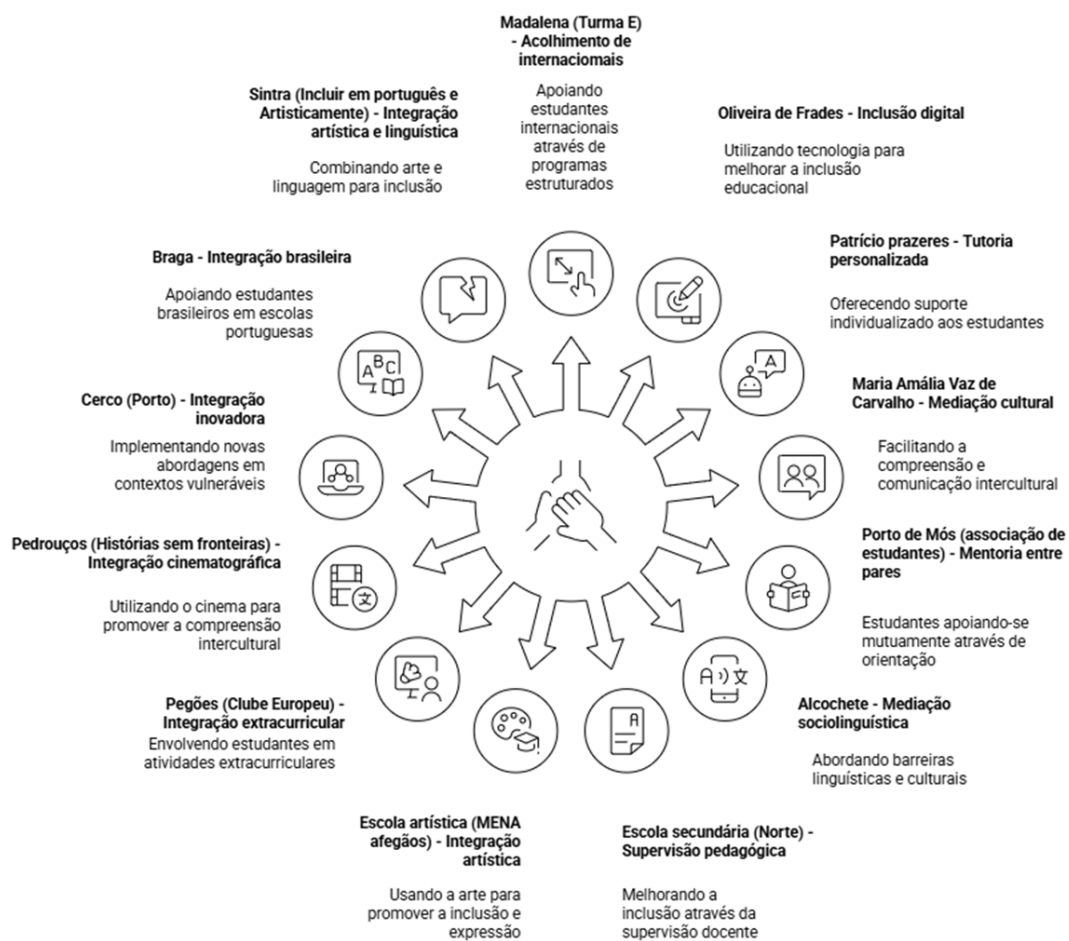 Madalena (Turma E)
- Acolhimento de
internaciomais
Apoiando
estudantes
internacionais
através de
programas
estruturados
Oliveira de Frades - Inclusão digital
Utilizando tecnologia para
melhorar a inclusão
educacional
Patrício prazeres - Tutoria
personalizada
Oferecendo suporte
individualizado aos estudantes
Maria Amália Vaz de
Carvalho - Mediação cultural
Facilitando a
compreensão e
comunicação intercultural
Porto de Mós (associação de
estudantes) - Mentoria entre
pares
Estudantes apoiando-se
mutuamente através de
orientação
Alcochete - Mediação
sociolinguística
Abordando barreiras
linguísticas e culturais
Escola secundária (Norte) -
Supervisão pedagógica
Melhorando a
inclusão através da
supervisão docente
Escola artística (MENA
afegãos) - Integração
artística
Usando a arte para
promover a inclusão e
expressão
Pegões (Clube Europeu) -
Integração extracurricular
Envolvendo estudantes em
atividades extracurriculares
Pedrouços (Histórias sem fronteiras) -
Integração cinematográfica
Utilizando o cinema para
promover a compreensão
intercultural
Cerco (Porto) - Integração
inovadora
Implementando novas
abordagens em
contextos vulneráveis
Braga - Integração brasileira
Apoiando estudantes
brasileiros em escolas
portuguesas
Sintra (Incluir em português e
Artisticamente) - Integração
artística e linguística
Combinando arte e
linguagem para inclusão
A
A
A 文
A
文
A B C